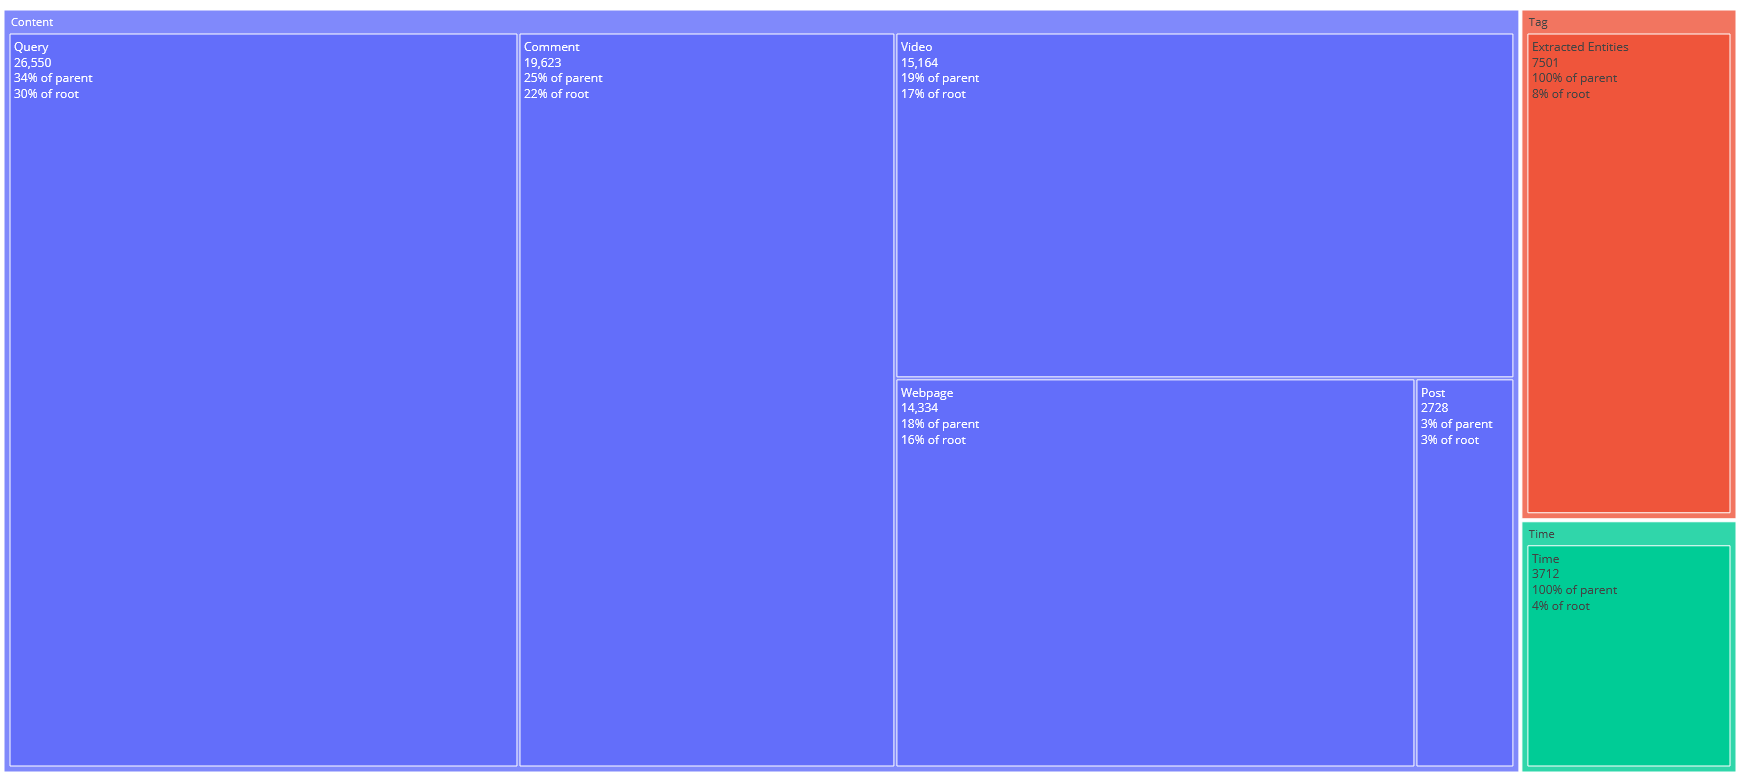 Content
Query
26,550
34% of parent
30% of root
Comment
19,623
25% of parent
22% of root
Video
15,164
19% of parent
17% of root
Webpage
14,334
18% of parent
16% of root
Post
2728
3% of parent
3% of root
Tag
Extracted Entities
7501
100% of parent
8% of root
Time
Time
3712
100% of parent
4% of root